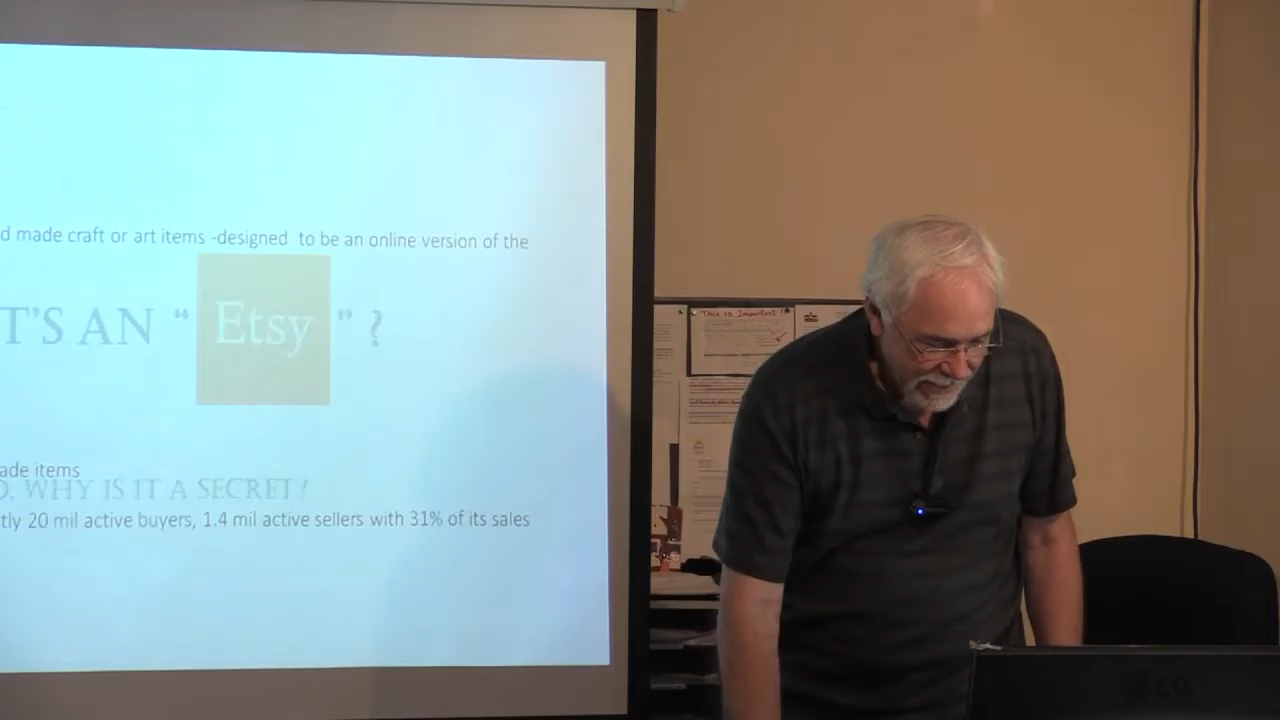 d made craft or art items -designed to be an online version of the
T'S AN “ Etsy ” ?
ade items
O, WHY IS IT A SECRET?
tly 20 mil active buyers, 1.4 mil active sellers with 31% of its sales
This is Important!
LG